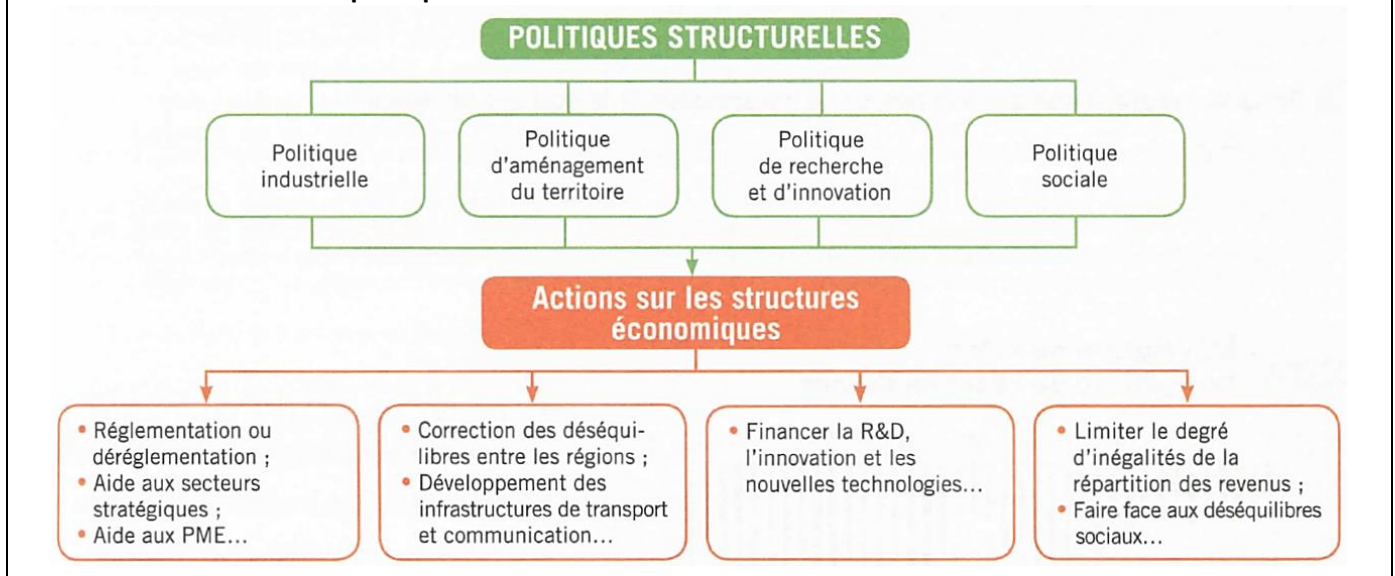 POLITIQUES STRUCTURELLES
Politique
industrielle
Politique
d'aménagement
du territoire
Politique
de recherche
et d'innovation
Politique
sociale
Actions sur les structures
économiques
• Réglementation ou
déréglementation ;
• Aide aux secteurs
stratégiques ;
• Aide aux PME...
• Correction des déséqui-
libres entre les régions ;
• Développement des
infrastructures de transport
et communication...
• Financer la R&D,
l'innovation et les
nouvelles technologies...
• Limiter le degré
d'inégalités de la
répartition des revenus ;
• Faire face aux déséquilibres
sociaux...